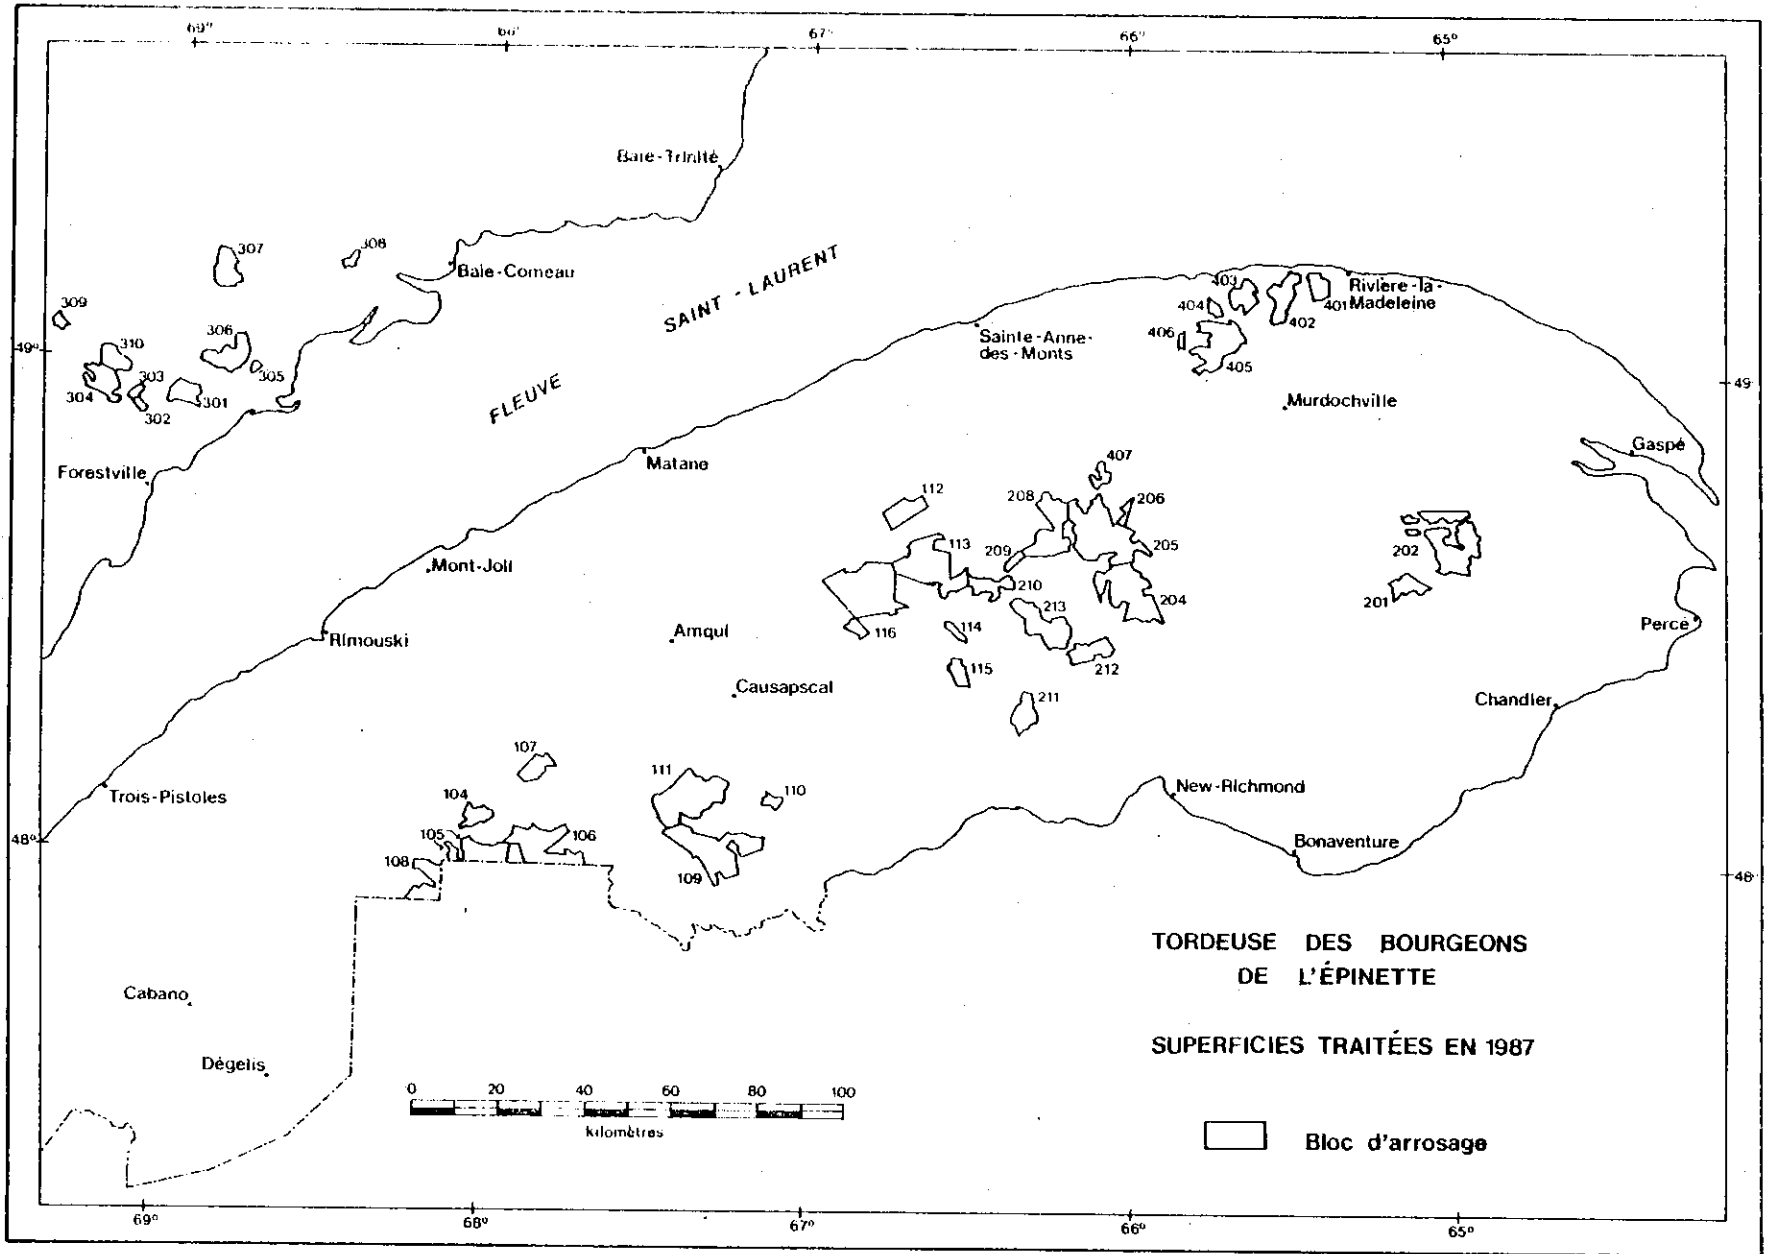 69°
66°
67°
66°
65°
Baie-Trinité
307
308
Baie-Comeau
309
306
310
305
303
304
301
302
49°
Forestville
FLEUVE
SAINT-LAURENT
403
404
401
402
406
405
Rivière-la-
Madeleine
Sainte-Anne-
des-Monts
Murdochville
49°
Gaspé
Matane
407
112
208
206
113
209
205
202
210
204
201
213
116
114
212
115
211
Mont-Joli
Rimouski
Amqui
Causapscal
Percé
Chandler
107
111
110
104
Trois-Pistoles
New-Richmond
48°
105
106
108
109
Bonaventure
48
TORDEUSE DES BOURGEONS
DE L'ÉPINETTE
Cabano
SUPERFICIES TRAITÉES EN 1987
Dégelis
0 20 40 60 80 100
kilomètres
Bloc d'arrosage
69°
68°
67°
66°
65°